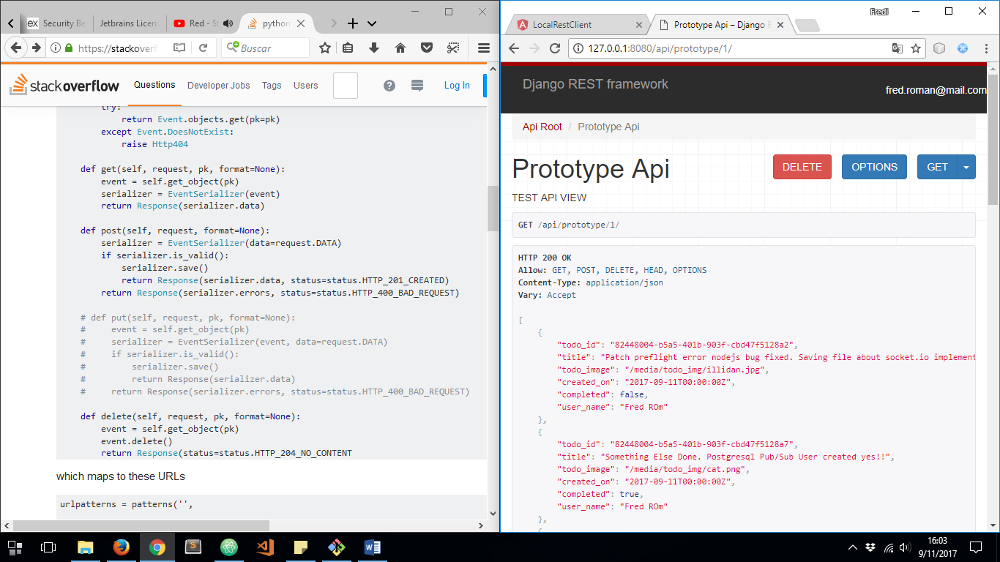 Security Be
Jetbrains Licens
Red - S
python
https://stackoverf
Buscar
stackoverflow
Questions
Developer Jobs
Tags
Users
Log In
try:
return Event.objects.get(pk=pk)
except Event.DoesNotExist:
raise Http404
def get(self, request, pk, format=None):
event = self.get_object(pk)
serializer = EventSerializer(event)
return Response(serializer.data)
def post(self, request, format=None):
serializer = EventSerializer(data=request.DATA)
if serializer.is_valid():
serializer.save()
return Response(serializer.data, status=status.HTTP_201_CREATED)
return Response(serializer.errors, status=status.HTTP_400_BAD_REQUEST)
# def put(self, request, pk, format=None):
#     event = self.get_object(pk)
#     serializer = EventSerializer(event, data=request.DATA)
#     if serializer.is_valid():
#         serializer.save()
#         return Response(serializer.data)
#     return Response(serializer.errors, status=status.HTTP_400_BAD_REQUEST)
def delete(self, request, pk, format=None):
event = self.get_object(pk)
event.delete()
return Response(status=status.HTTP_204_NO_CONTENT
which maps to these URLs
urlpatterns = patterns('',
Fredi
LocalRestClient
Prototype Api – Django R
127.0.0.1:8080/api/prototype/1/
Django REST framework
fred.roman@mail.com
Api Root / Prototype Api
Prototype Api
DELETE
OPTIONS
GET
TEST API VIEW
GET /api/prototype/1/
HTTP 200 OK
Allow: GET, POST, DELETE, HEAD, OPTIONS
Content-Type: application/json
Vary: Accept
[
{
"todo_id": "82448004-b5a5-401b-903f-cbd47f5128a2",
"title": "Patch preflight error nodejs bug fixed. Saving file about socket.io implement
"todo_image": "/media/todo_img/illidan.jpg",
"created_on": "2017-09-11T00:00:00Z",
"completed": false,
"user_name": "Fred ROm"
},
{
"todo_id": "82448004-b5a5-401b-903f-cbd47f5128a7",
"title": "Something Else Done. Postgresql Pub/Sub User created yes!!",
"todo_image": "/media/todo_img/cat.png",
"created_on": "2017-09-11T00:00:00Z",
"completed": true,
"user_name": "Fred ROm"
},
{
16:03
9/11/2017